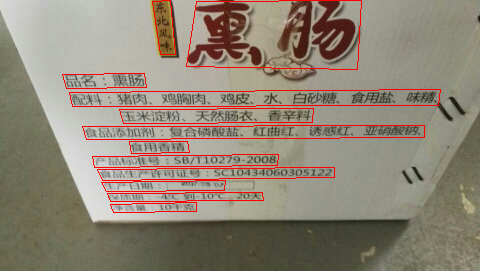 东北风味
熏肠
品名：熏肠
配料：猪肉、鸡胸肉、鸡皮、水、白砂糖、食用盐、味精、
玉米淀粉、天然肠衣、香辛料
食品添加剂：复合磷酸盐、红曲红、诱惑红、亚硝酸钠、
食用香精
产品标准号：SB/T10279-2008
食品生产许可证号：SC10434060305122
生产日期：
保质期：-4℃到-10℃，20天
净含量：10千克